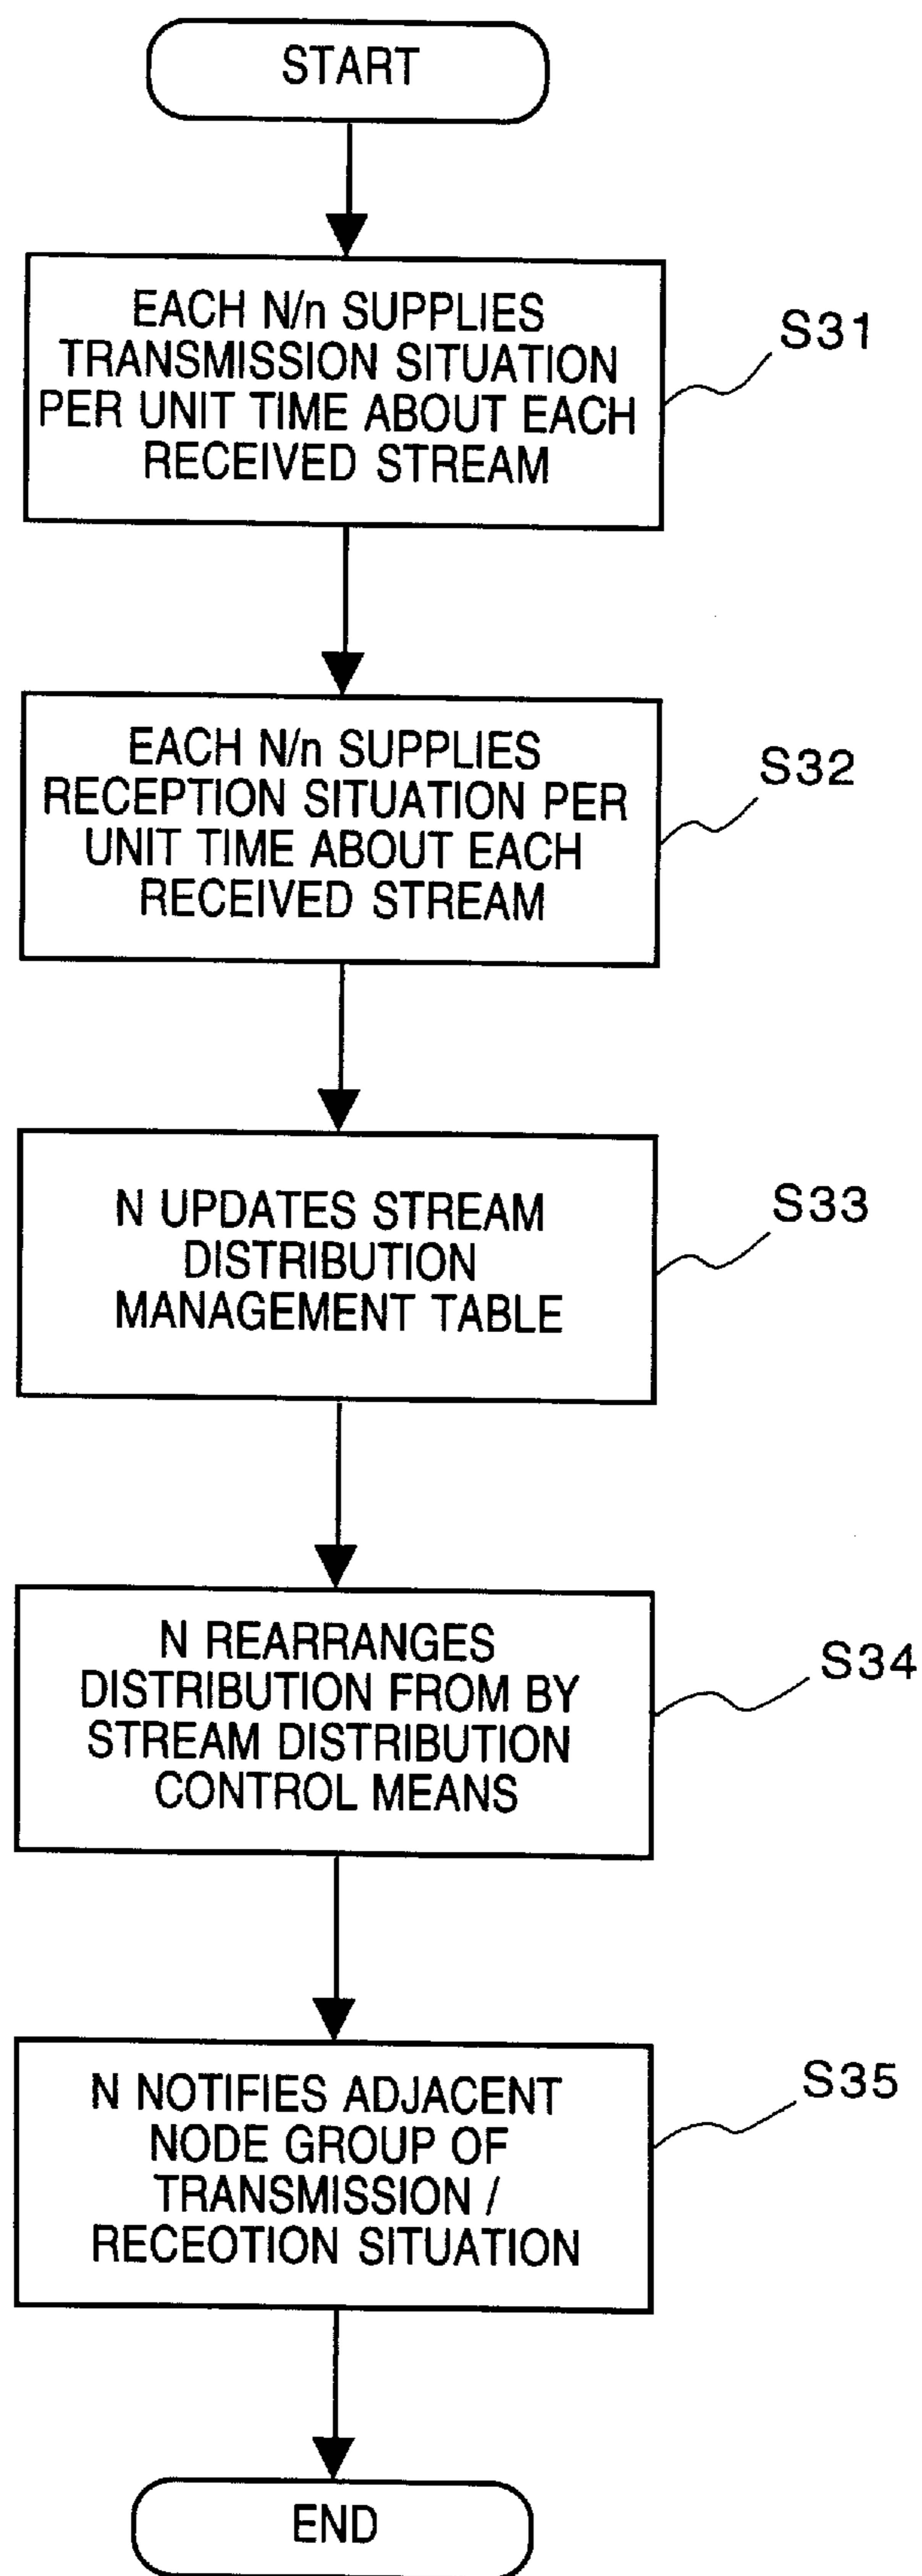 START
EACH N/n SUPPLIES
TRANSMISSION SITUATION
PER UNIT TIME ABOUT EACH
RECEIVED STREAM
S31
EACH N/n SUPPLIES
RECEPTION SITUATION PER
UNIT TIME ABOUT EACH
RECEIVED STREAM
S32
N UPDATES STREAM
DISTRIBUTION
MANAGEMENT TABLE
S33
N REARRANGES
DISTRIBUTION FROM BY
STREAM DISTRIBUTION
CONTROL MEANS
S34
N NOTIFIES ADJACENT
NODE GROUP OF
TRANSMISSION /
RECEOTION SITUATION
S35
END